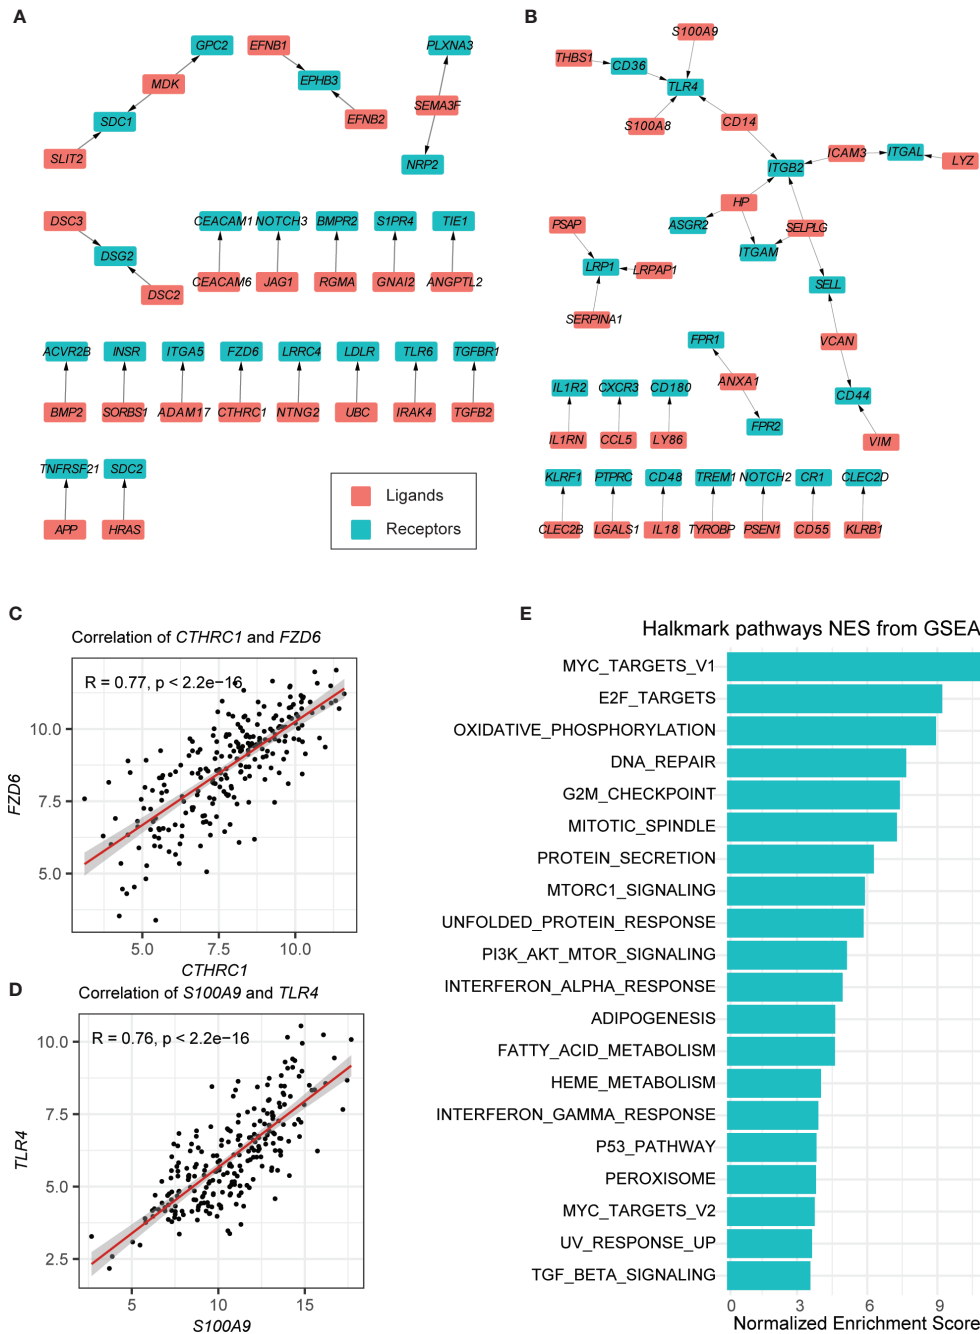 A
GPC2
EFNB1
PLXNA3
MDK
EPHB3
SEMA3F
SDC1
EFNB2
SLIT2
NRP2
DSC3
CEACAM1
NOTCH3
BMPR2
S1PR4
TIE1
DSG2
DSC2
CEACAM6
JAG1
RGMA
GNAI2
ANGPTL2
ACVR2B
INSR
ITGA5
FZD6
LRRC4
LDLR
TLR6
TGFBR1
BMP2
SORBS1
ADAM17
CTHRC1
NTNG2
UBC
IRAK4
TGFB2
TNFRSF21
SDC2
APP
HRAS
Ligands
Receptors
B
S100A9
THBS1
CD36
TLR4
S100A8
CD14
ICAM3
ITGAL
LYZ
ITGB2
HP
ASGR2
SELPLG
ITGAM
PSAP
LRP1
LRPAP1
SELL
SERPINA1
FPR1
VCAN
ANXA1
IL1R2
CXCR3
CD180
CD44
FPR2
IL1RN
CCL5
LY86
VIM
KLRF1
PTPRC
CD48
TREM1
NOTCH2
CR1
CLEC2D
CLEC2B
LGALS1
IL18
TYROBP
PSEN1
CD55
KLRB1
C
Correlation of CTHRC1 and FZD6
R = 0.77, p < 2.2e−16
10.0
7.5
5.0
FZD6
5.0
7.5
10.0
CTHRC1
D
Correlation of S100A9 and TLR4
R = 0.76, p < 2.2e−16
10.0
7.5
5.0
2.5
TLR4
5
10
15
S100A9
E
Halkmark pathways NES from GSEA
MYC_TARGETS_V1
E2F_TARGETS
OXIDATIVE_PHOSPHORYLATION
DNA_REPAIR
G2M_CHECKPOINT
MITOTIC_SPINDLE
PROTEIN_SECRETION
MTORC1_SIGNALING
UNFOLDED_PROTEIN_RESPONSE
PI3K_AKT_MTOR_SIGNALING
INTERFERON_ALPHA_RESPONSE
ADIPOGENESIS
FATTY_ACID_METABOLISM
HEME_METABOLISM
INTERFERON_GAMMA_RESPONSE
P53_PATHWAY
PEROXISOME
MYC_TARGETS_V2
UV_RESPONSE_UP
TGF_BETA_SIGNALING
0
3
6
9
Normalized Enrichment Score